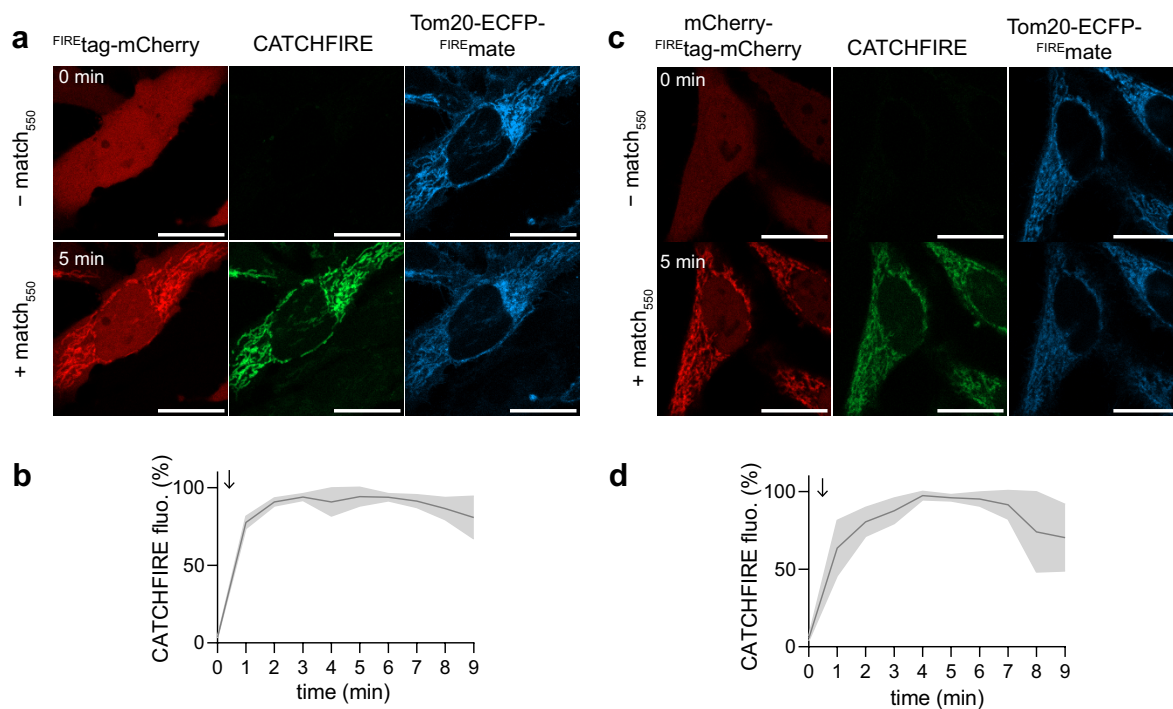 a
FIREtag-mCherry
CATCHFIRE
Tom20-ECFP-
FIREmate
− match550
0 min
+ match550
5 min
b
CATCHFIRE fluo. (%)
100
50
0
0 1 2 3 4 5 6 7 8 9
time (min)
c
mCherry-
FIREtag-mCherry
CATCHFIRE
Tom20-ECFP-
FIREmate
− match550
0 min
+ match550
5 min
d
CATCHFIRE fluo. (%)
100
50
0
0 1 2 3 4 5 6 7 8 9
time (min)